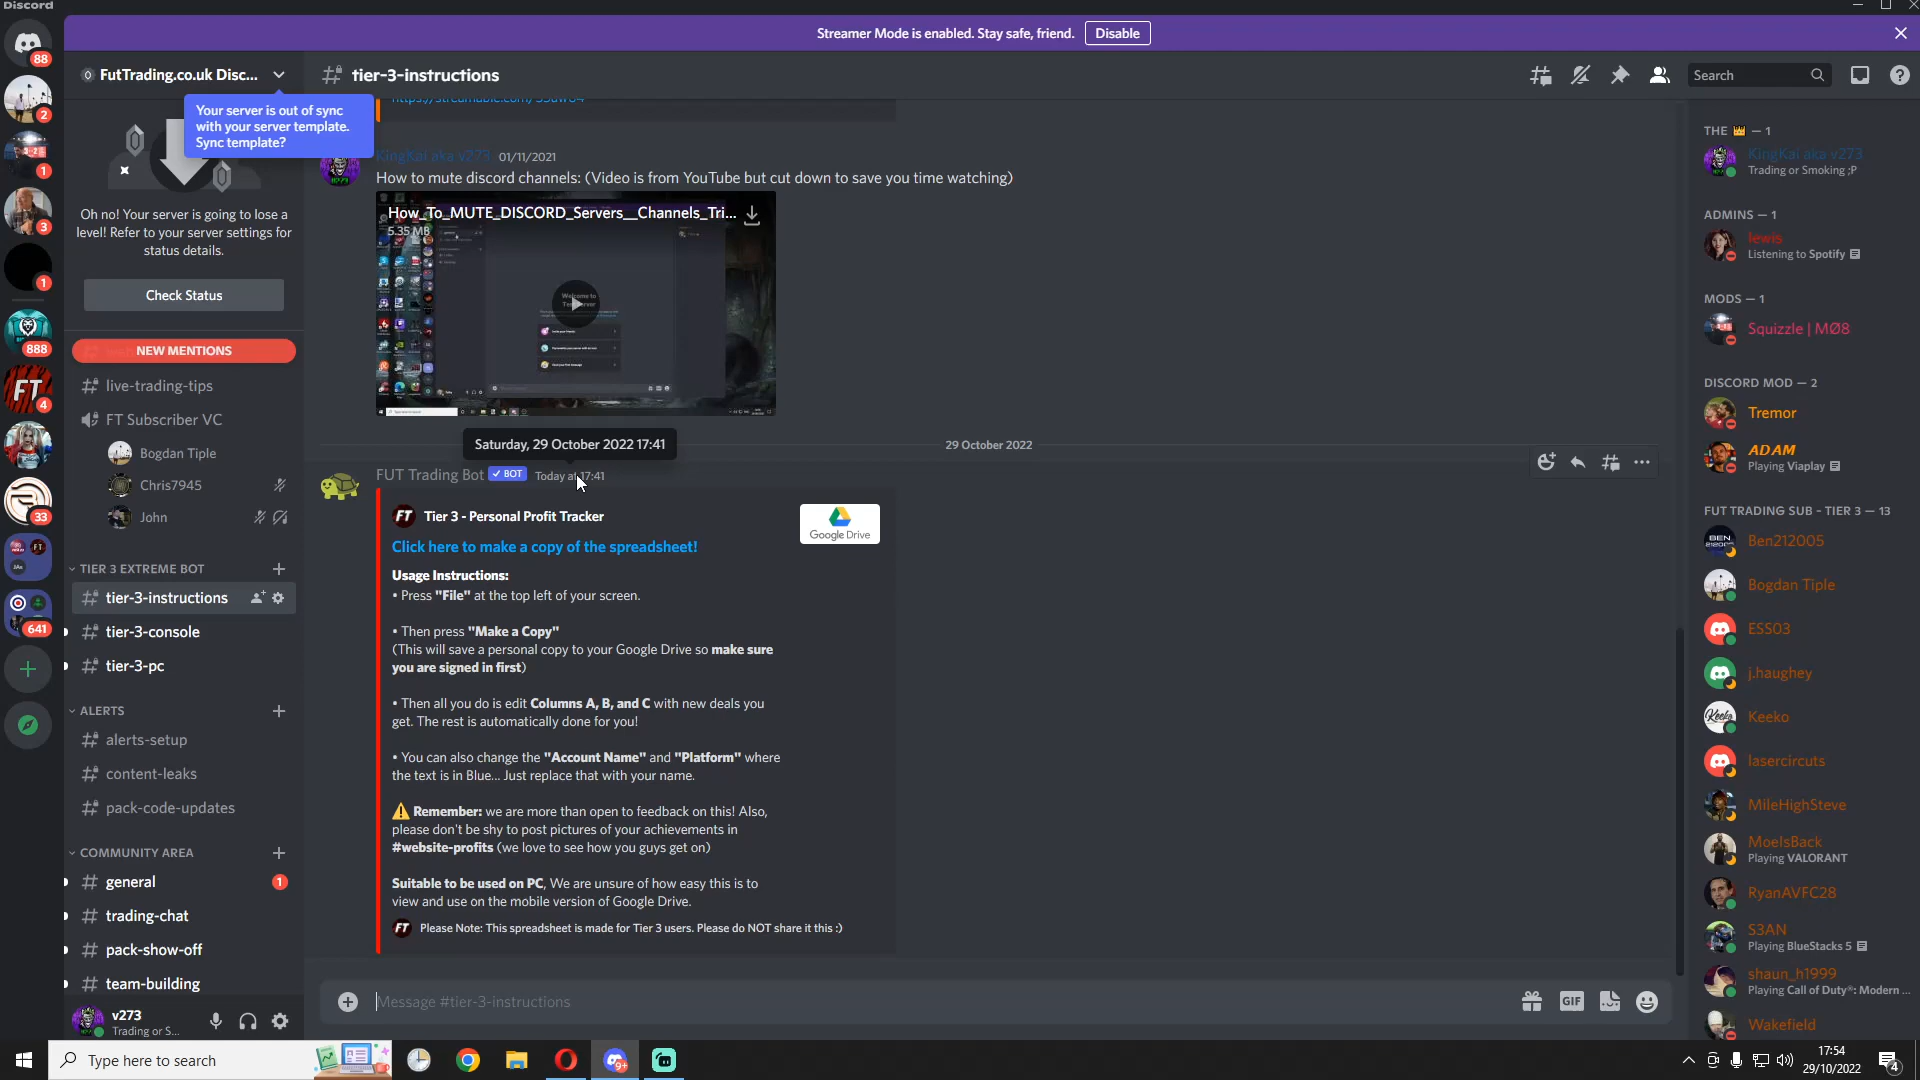 Discord
Streamer Mode is enabled. Stay safe, friend.
Disable
88
2
1
3
1
888
FT
4
33
641
FutTrading.co.uk Disc...
Your server is out of sync
with your server template.
Sync template?
Oh no! Your server is going to lose a
level! Refer to your server settings for
status details.
Check Status
NEW MENTIONS
live-trading-tips
FT Subscriber VC
Bogdan Tiple
Chris7945
John
TIER 3 EXTREME BOT
tier-3-instructions
tier-3-console
tier-3-pc
ALERTS
alerts-setup
content-leaks
pack-code-updates
COMMUNITY AREA
general
1
trading-chat
pack-show-off
team-building
v273
Trading or S...
tier-3-instructions
Search
KingKai aka v273 01/11/2021
How to mute discord channels: (Video is from YouTube but cut down to save you time watching)
How_To_MUTE_DISCORD_Servers__Channels_Tri...
5.35 MB
Saturday, 29 October 2022 17:41
29 October 2022
FUT Trading Bot ✓ BOT Today at 17:41
FT Tier 3 - Personal Profit Tracker
Google Drive
Click here to make a copy of the spreadsheet!
Usage Instructions:
• Press "File" at the top left of your screen.
• Then press "Make a Copy"
(This will save a personal copy to your Google Drive so make sure
you are signed in first)
• Then all you do is edit Columns A, B, and C with new deals you
get. The rest is automatically done for you!
• You can also change the "Account Name" and "Platform" where
the text is in Blue... Just replace that with your name.
⚠️ Remember: we are more than open to feedback on this! Also,
please don't be shy to post pictures of your achievements in
#website-profits (we love to see how you guys get on)
Suitable to be used on PC, We are unsure of how easy this is to
view and use on the mobile version of Google Drive.
FT Please Note: This spreadsheet is made for Tier 3 users. Please do NOT share it this :)
Message #tier-3-instructions
GIF
THE 👑 — 1
KingKai aka v273
Trading or Smoking ;P
ADMINS — 1
lewis
Listening to Spotify
MODS — 1
Squizzle | MØ8
DISCORD MOD — 2
Tremor
ADAM
Playing Viaplay
FUT TRADING SUB - TIER 3 — 13
Ben212005
Bogdan Tiple
ESS03
j.haughey
Keeko
lasercircuts
MileHighSteve
MoelsBack
Playing VALORANT
RyanAVFC28
S3AN
Playing BlueStacks 5
shaun_h1999
Playing Call of Duty®: Modern ...
Wakefield
Type here to search
9+
17:54
29/10/2022
4